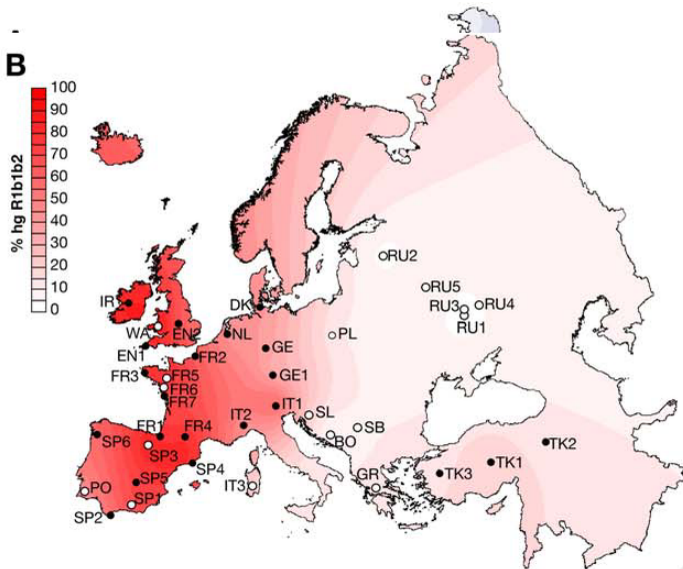 B
% hg R1b1b2
100
90
80
70
60
50
40
30
20
10
0
RU2
RU5
RU3
RU4
RU1
IR
DK
WA
EN2
NL
PL
EN1
GE
FR2
FR3
FR5
GE1
FR6
FR7
IT1
IT2
SL
SP6
FR1
FR4
SB
BO
TK2
SP3
SP4
TK1
GR
TK3
SP5
IT3
PO
SP1
SP2